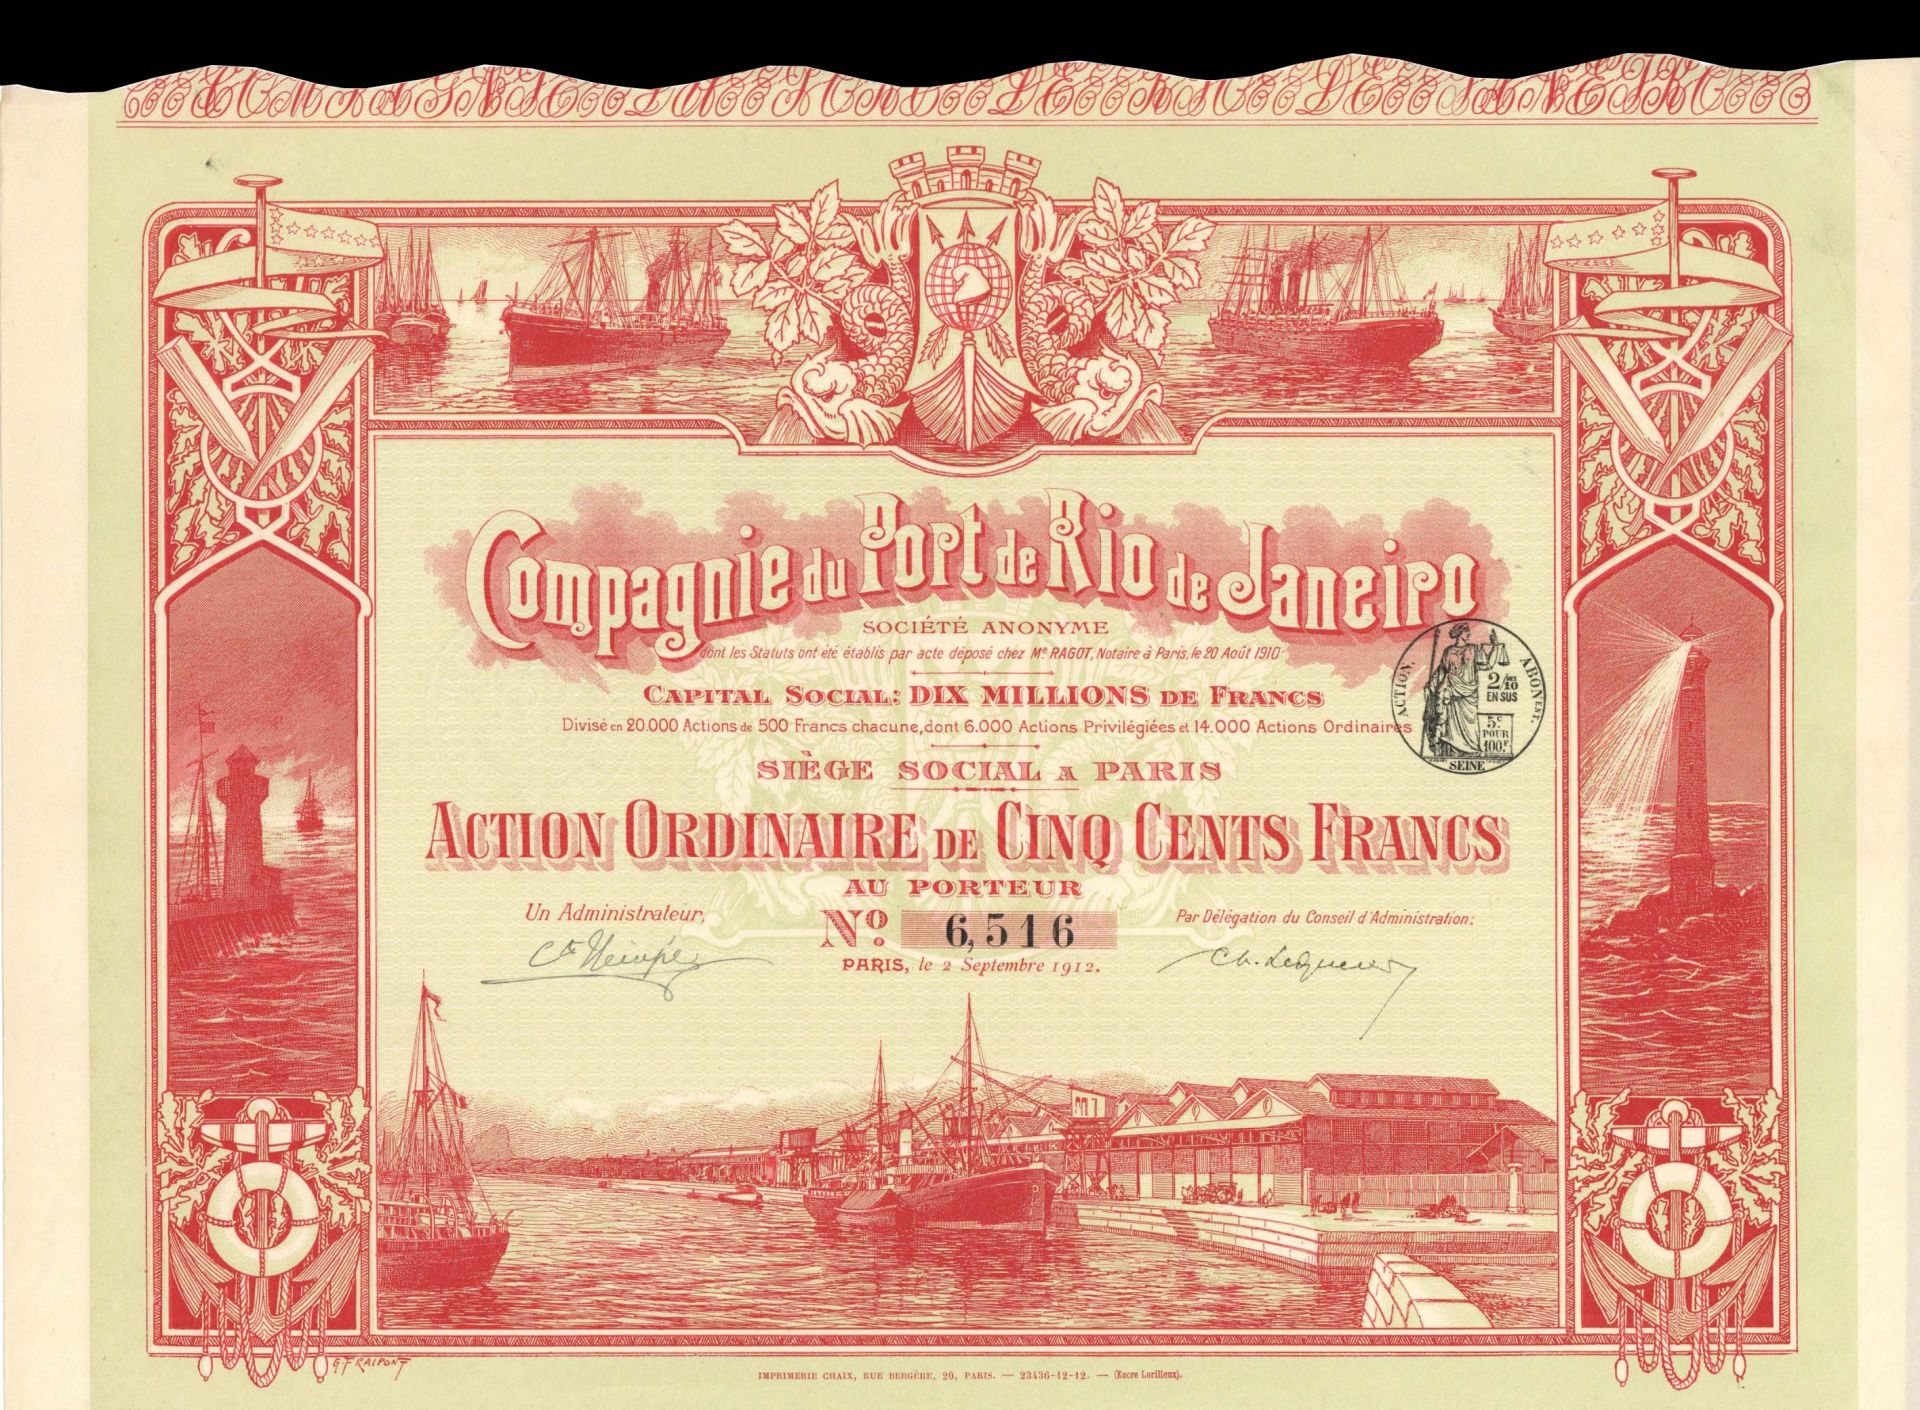 Compagnie du Port de Rio de Janeiro
SOCIÉTÉ ANONYME
dont les Statuts ont été établis par acte déposé chez Me RAGOT, Notaire à Paris, le 20 Août 1910
CAPITAL SOCIAL: DIX MILLIONS DE FRANCS
Divisé en 20.000 Actions de 500 Francs chacune, dont 6.000 Actions Privilégiées et 14.000 Actions Ordinaires
ACTION. ABONENT.
2/10 MES
EN SUS
5c
POUR
100F
SEINE
SIÈGE SOCIAL A PARIS
ACTION ORDINAIRE DE CINQ CENTS FRANCS
AU PORTEUR
Un Administrateur,
No. 6,516
Par Délégation du Conseil d'Administration:
PARIS, le 2 Septembre 1912.
G. FRAIPONT
IMPRIMERIE CHAIX, RUE BERGÈRE, 20, PARIS. — 23436-12-12. — (Encre Lorilleux).